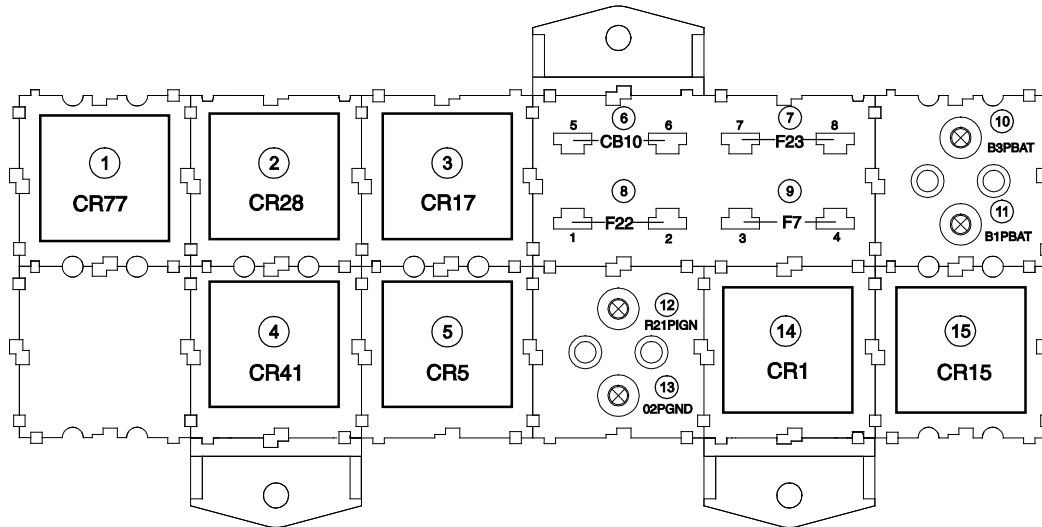 1
CR77
2
CR28
3
CR17
6
5 6
CB10
7
7 8
F23
10
B3PBAT
8
F22
1 2
9
F7
3 4
11
B1PBAT
4
CR41
5
CR5
12
R21PIGN
13
02PGND
14
CR1
15
CR15